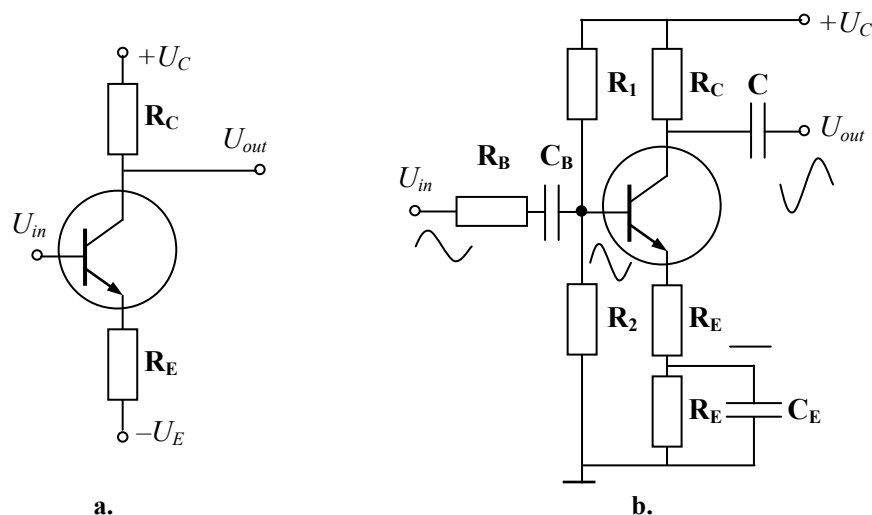 +U_C
R_C
U_out
U_in
R_E
–U_E
a.
+U_C
R_1
R_C
C
U_out
R_B
C_B
U_in
R_2
R_E
R_E
C_E
b.